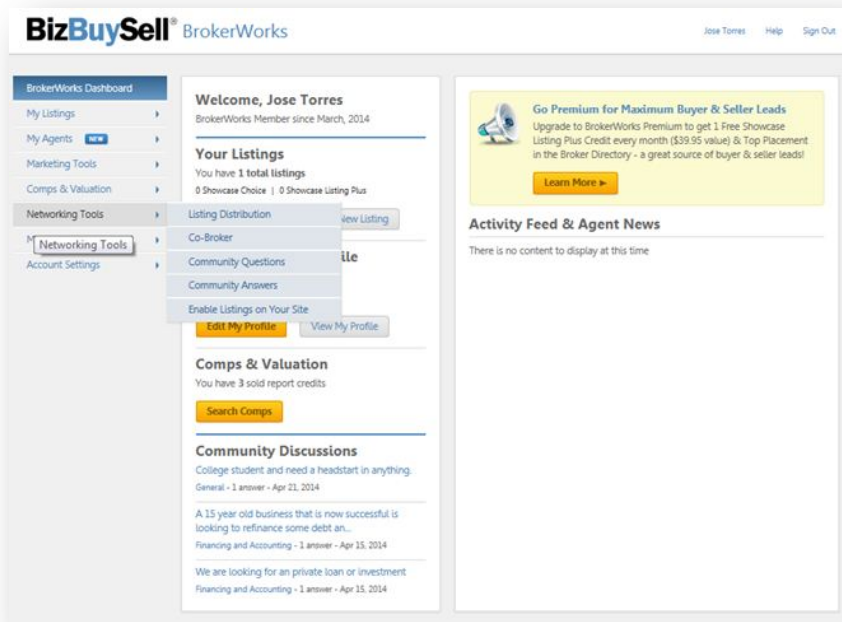 BizBuySell® BrokerWorks
Jose Torres Help Sign Out
BrokerWorks Dashboard
My Listings
My Agents NEW
Marketing Tools
Comps & Valuation
Networking Tools
M
Networking Tools
Account Settings
Listing Distribution
Co-Broker
Community Questions
Community Answers
Enable Listings on Your Site
Welcome, Jose Torres
BrokerWorks Member since March, 2014
Your Listings
You have 1 total listings
0 Showcase Choice | 0 Showcase Listing Plus
New Listing
Edit My Profile View My Profile
Comps & Valuation
You have 3 sold report credits
Search Comps
Community Discussions
College student and need a headstart in anything.
General - 1 answer - Apr 21, 2014
A 15 year old business that is now successful is
looking to refinance some debt an...
Financing and Accounting - 1 answer - Apr 15, 2014
We are looking for an private loan or investment
Financing and Accounting - 1 answer - Apr 15, 2014
Go Premium for Maximum Buyer & Seller Leads
Upgrade to BrokerWorks Premium to get 1 Free Showcase
Listing Plus Credit every month ($39.95 value) & Top Placement
in the Broker Directory - a great source of buyer & seller leads!
Learn More ►
Activity Feed & Agent News
There is no content to display at this time